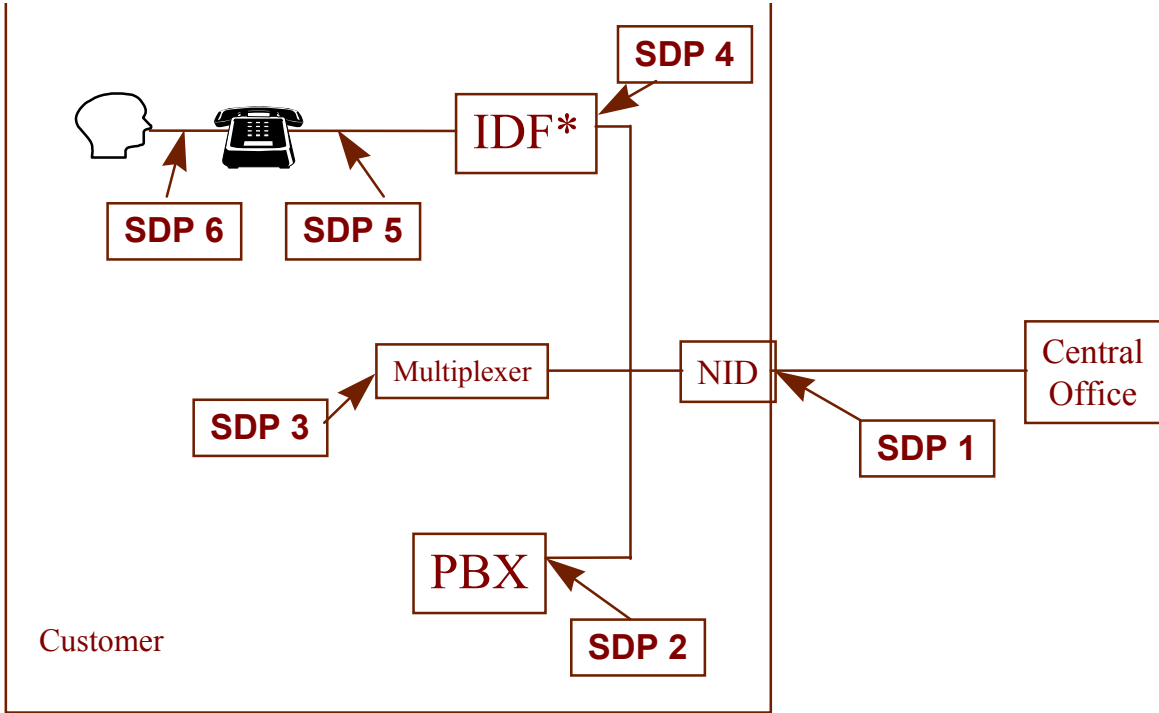 SDP 4
IDF*
SDP 6
SDP 5
Multiplexer
NID
Central
Office
SDP 3
SDP 1
PBX
SDP 2
Customer